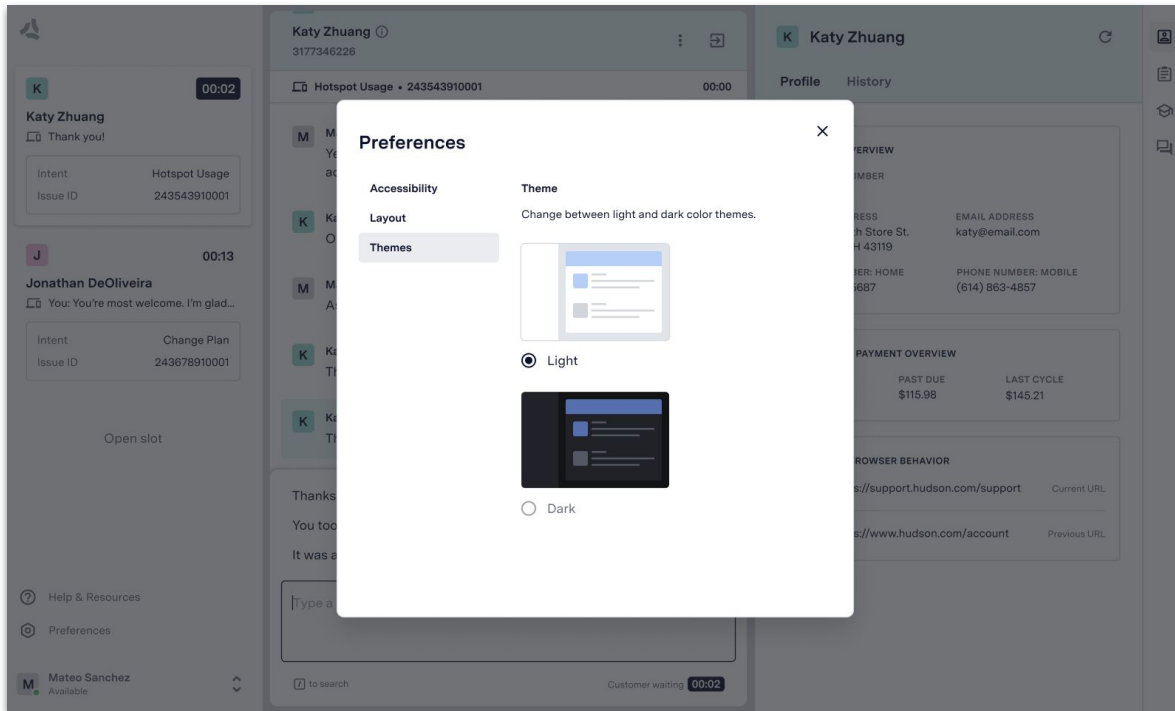 K
00:02
Katy Zhuang
Thank you!
Intent Hotspot Usage
Issue ID 243543910001
J
00:13
Jonathan DeOliveira
You: You're most welcome. I'm glad...
Intent Change Plan
Issue ID 243678910001
Open slot
Help & Resources
Preferences
M
Mateo Sanchez
Available
Katy Zhuang
3177346226
Hotspot Usage • 243543910001 00:00
M
K
M
K
K
Thanks
You too
It was a
Type a
/ to search
Customer waiting 00:02
Preferences
Accessibility
Layout
Themes
Theme
Change between light and dark color themes.
Light
Dark
K Katy Zhuang
Profile History
EMAIL ADDRESS
h Store St. katy@email.com
H 43119
PHONE NUMBER: MOBILE
5687 (614) 863-4857
PAYMENT OVERVIEW
PAST DUE LAST CYCLE
$115.98 $145.21
ROWSER BEHAVIOR
s://support.hudson.com/support Current URL
s://www.hudson.com/account Previous URL